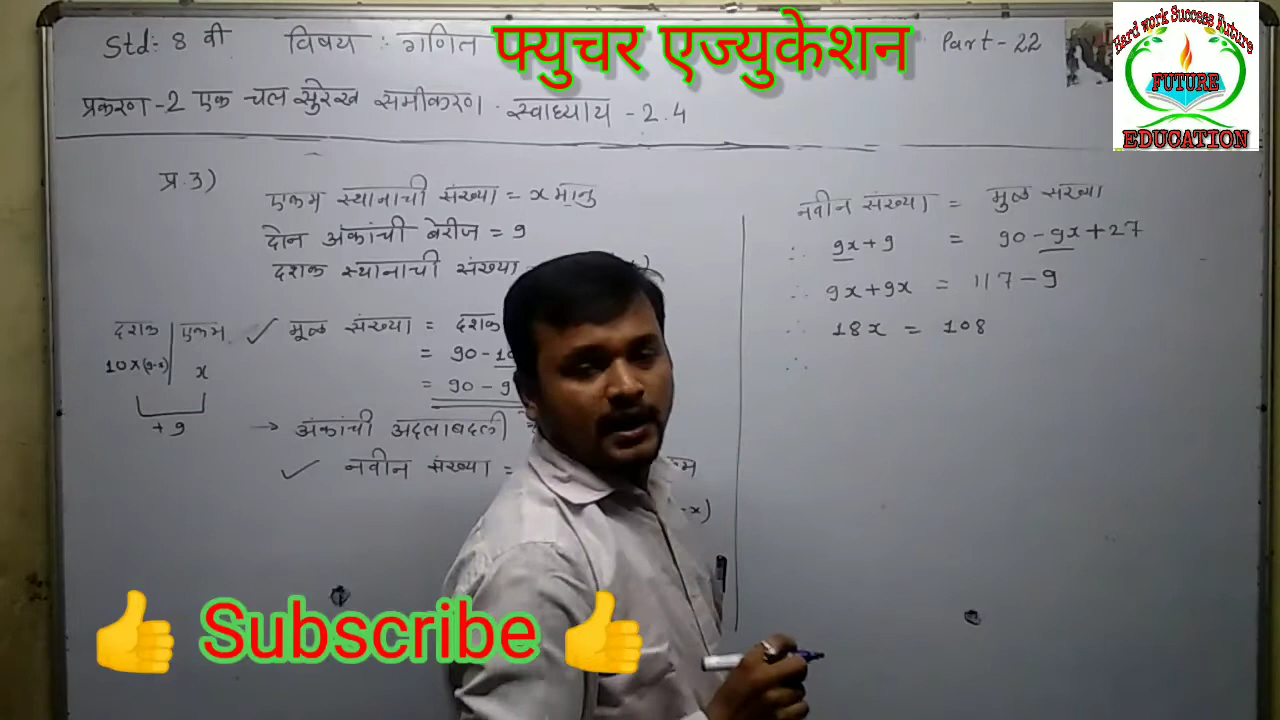 Std: 8 वी विषय : गणित
फ्युचर एज्युकेशन
Part - 22
Hard work Success Future
FUTURE
EDUCATION
प्रकरण -2 एक चल सुरेख समीकरण . स्वाध्याय - 2.4
प्र.3)
एकम स्थानाची संख्या = x मानु
दोन अंकांची बेरीज = 9
दशक स्थानाची संख्या
दशक | एकम
10x(9-x) | x
+9
✓ मूळ संख्या = दशक
= 90 - 10
= 90 - 9
→ अंकांची अदलाबदली
✓ नवीन संख्या =
-x)
नवीन संख्या = मुळ संख्या
∴ 9x + 9 = 90 - 9x + 27
∴ 9x + 9x = 117 - 9
∴ 18x = 108
∴
Subscribe